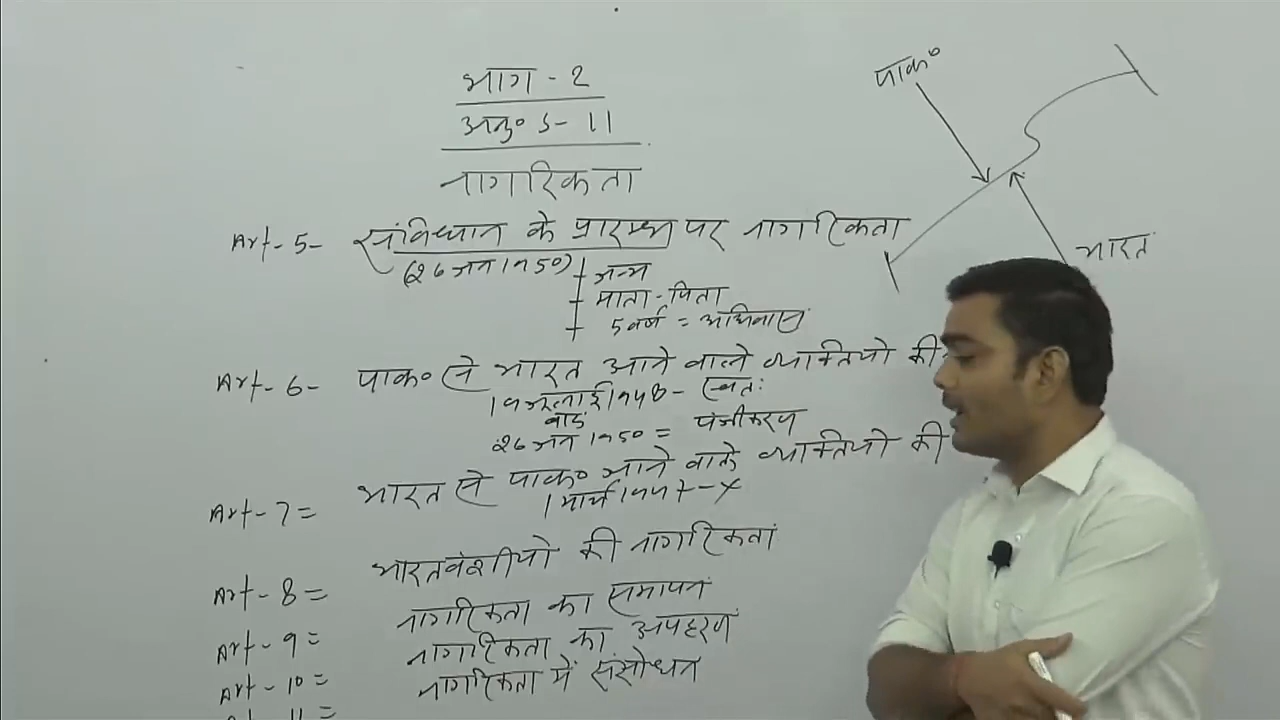 भाग - 2
अनु० 5 - 11
नागरिकता
पाक०
भारत
Art - 5 - संविधान के प्रारम्भ पर नागरिकता
(26 जन 1950)
जन्म
माता - पिता
5 वर्ष = अधिवास
Art - 6 - पाक० से भारत आने वाले व्यक्तियो की
19 जुलाई 1948 - स्वतः
बाद
26 जन 1950 = पंजीकरण
Art - 7 = भारत से पाक० जाने वाले व्यक्तियो की
1 मार्च 1947 - x
Art - 8 = भारतवंशीयो की नागरिकता
Art - 9 = नागरिकता का समापन
Art - 10 = नागरिकता का अपहरण
Art - 11 = नागरिकता में संसोधन